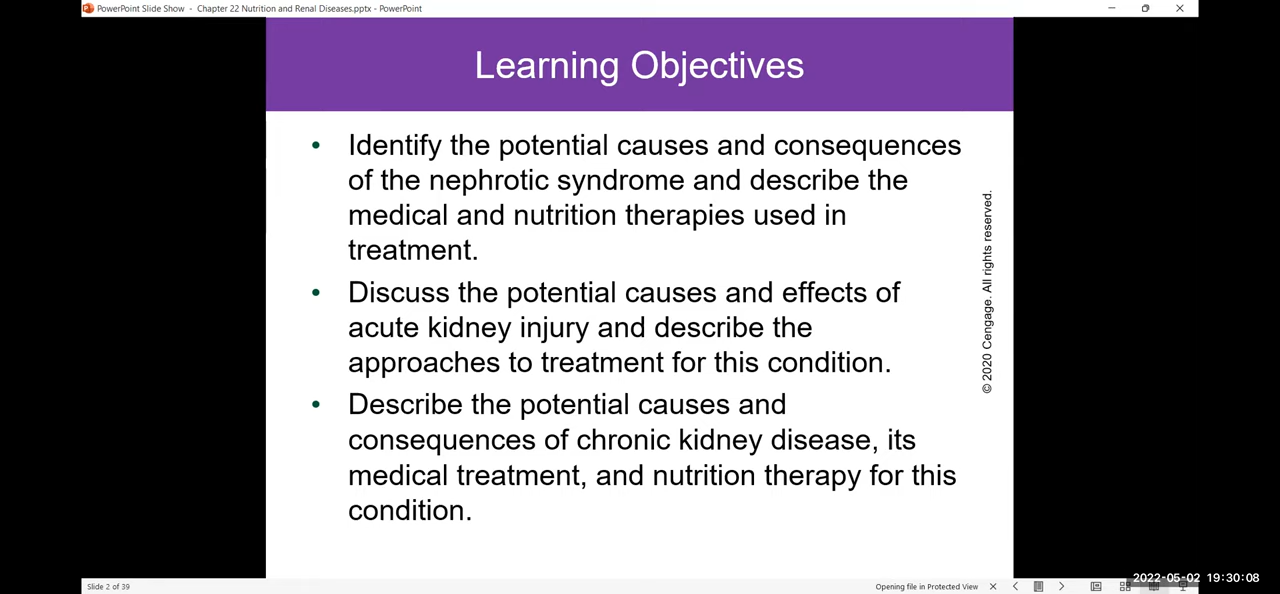 PowerPoint Slide Show - Chapter 22 Nutrition and Renal Diseases.pptx - PowerPoint
Learning Objectives
• Identify the potential causes and consequences
of the nephrotic syndrome and describe the
medical and nutrition therapies used in
treatment.
• Discuss the potential causes and effects of
acute kidney injury and describe the
approaches to treatment for this condition.
• Describe the potential causes and
consequences of chronic kidney disease, its
medical treatment, and nutrition therapy for this
condition.
© 2020 Cengage. All rights reserved.
Slide 2 of 39
Opening file in Protected View
2022-05-02 19:30:08